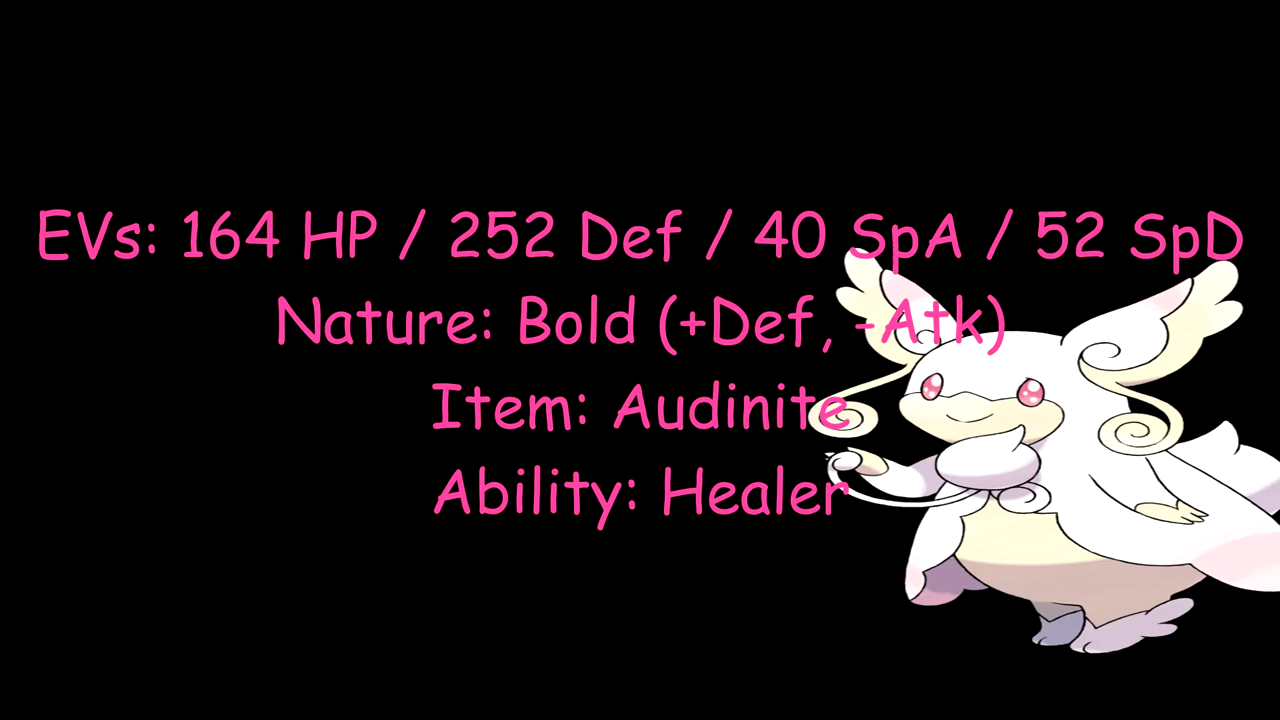 EVs: 164 HP / 252 Def / 40 SpA / 52 SpD
Nature: Bold (+Def, -Atk)
Item: Audinite
Ability: Healer